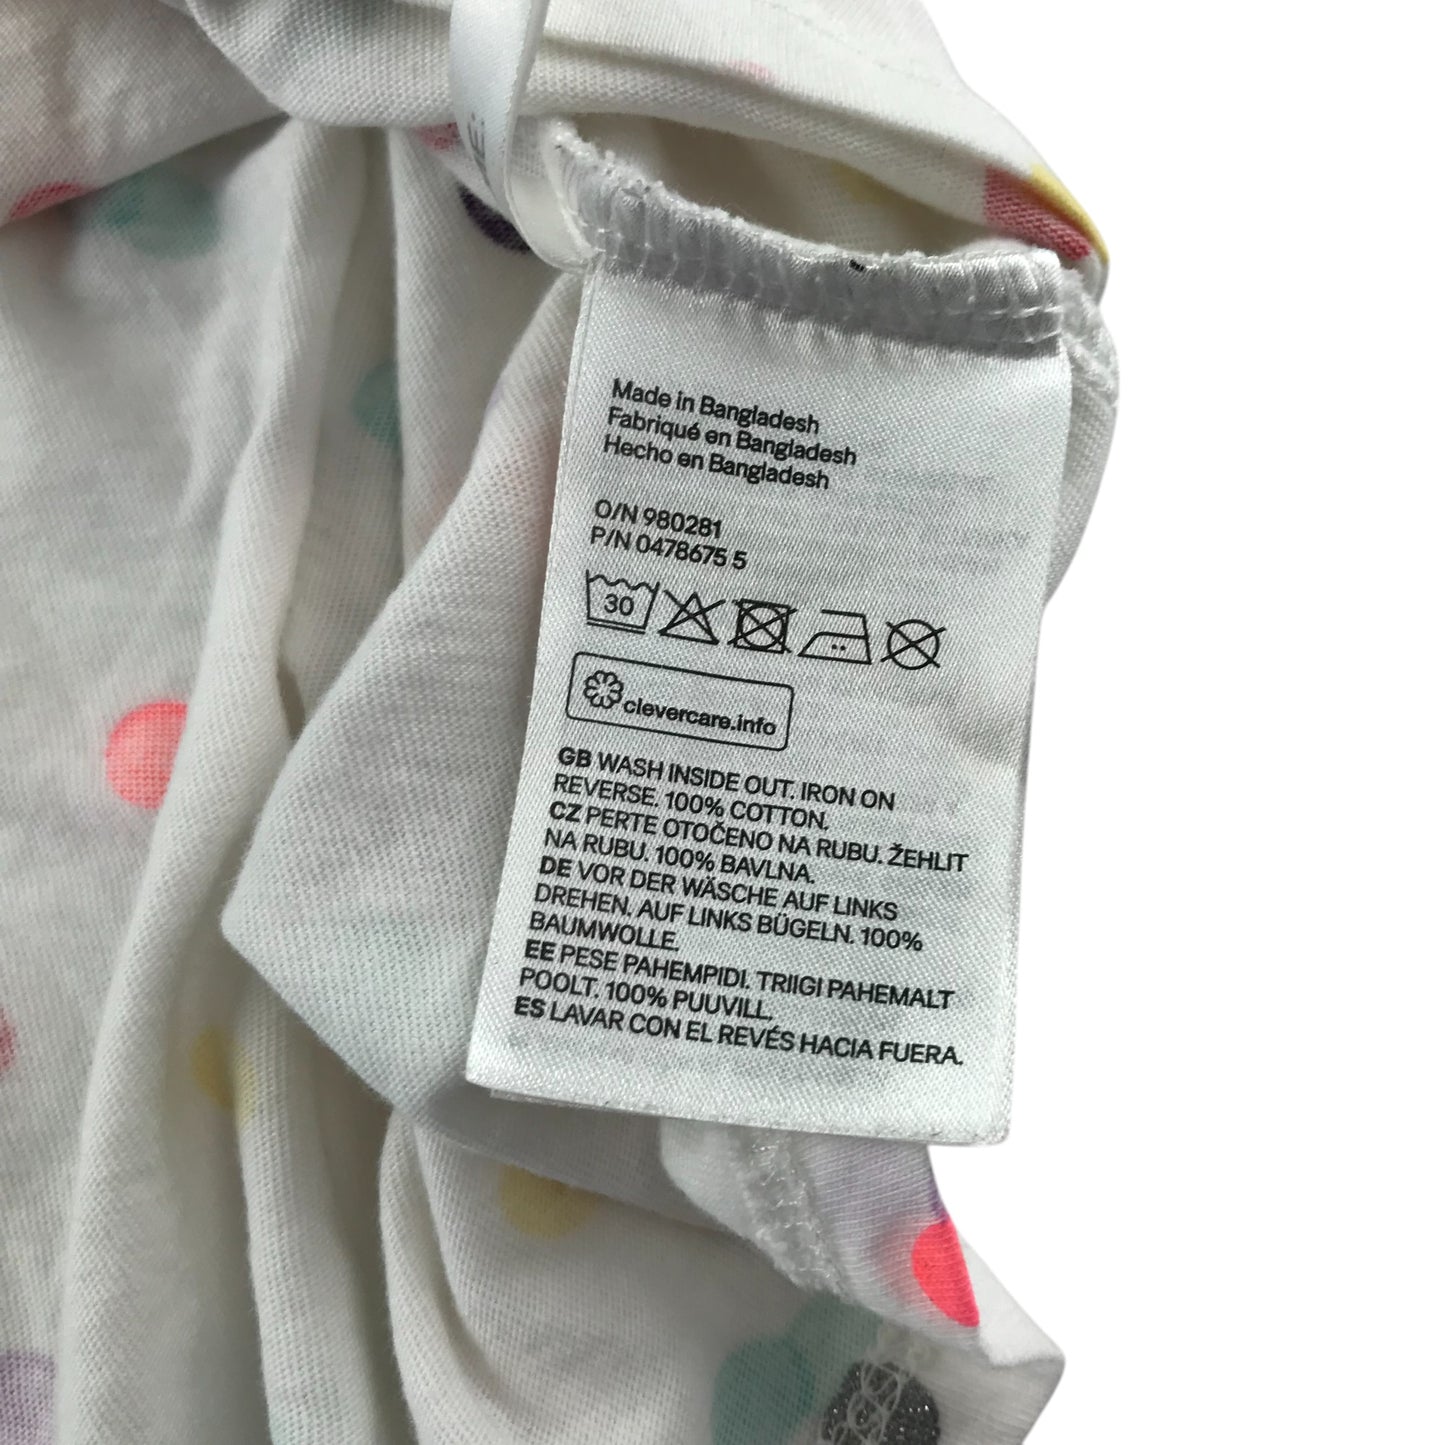 Made in Bangladesh
Fabriqué en Bangladesh
Hecho en Bangladesh
O/N 980281
P/N 0478675 5
30
clevercare.info
GB WASH INSIDE OUT. IRON ON
REVERSE. 100% COTTON.
CZ PERTE OTOČENO NA RUBU. ŽEHLIT
NA RUBU. 100% BAVLNA.
DE VOR DER WÄSCHE AUF LINKS
DREHEN. AUF LINKS BÜGELN. 100%
BAUMWOLLE.
EE PESE PAHEMPIDI. TRIIGI PAHEMALT
POOLT. 100% PUUVILL.
ES LAVAR CON EL REVÉS HACIA FUERA.